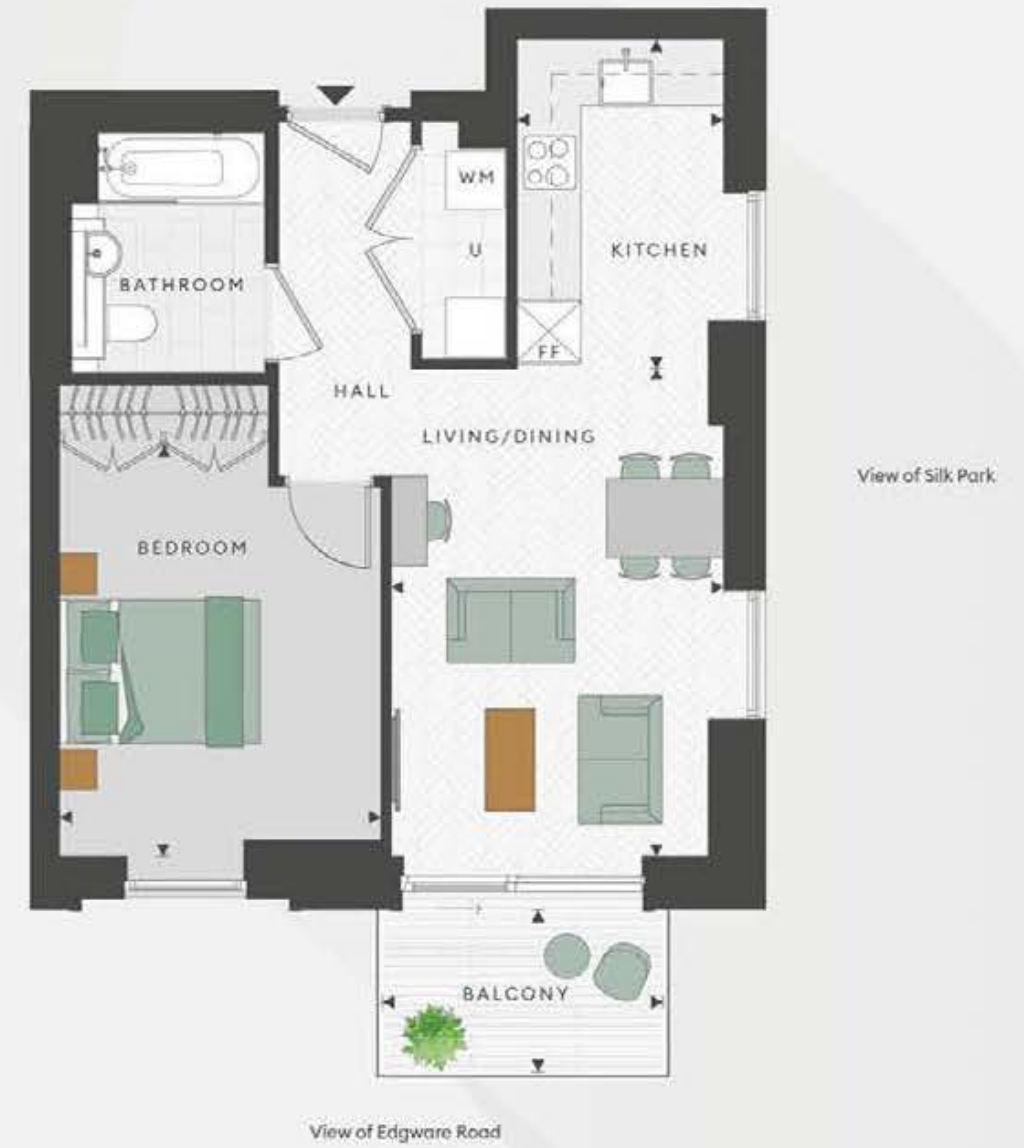 WM
U
KITCHEN
BATHROOM
FF
HALL
LIVING/DINING
View of Silk Park
BEDROOM
BALCONY
View of Edgware Road